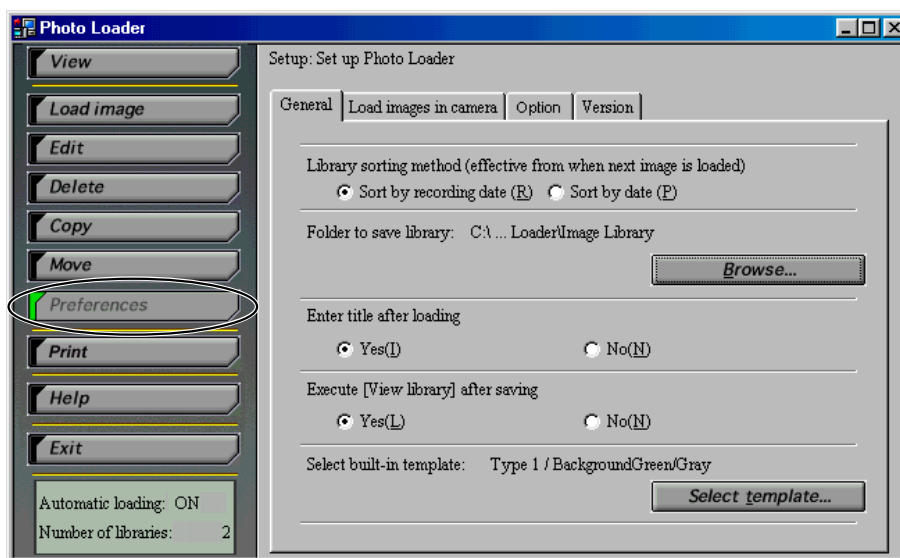 Photo Loader
View
Load image
Edit
Delete
Copy
Move
Preferences
Print
Help
Exit
Automatic loading: ON
Number of libraries: 2
Setup: Set up Photo Loader
General Load images in camera Option Version
Library sorting method (effective from when next image is loaded)
Sort by recording date (R) Sort by date (P)
Folder to save library: C:\ ... Loader\Image Library
Browse...
Enter title after loading
Yes(I) No(N)
Execute [View library] after saving
Yes(L) No(N)
Select built-in template: Type 1 / BackgroundGreen/Gray
Select template...